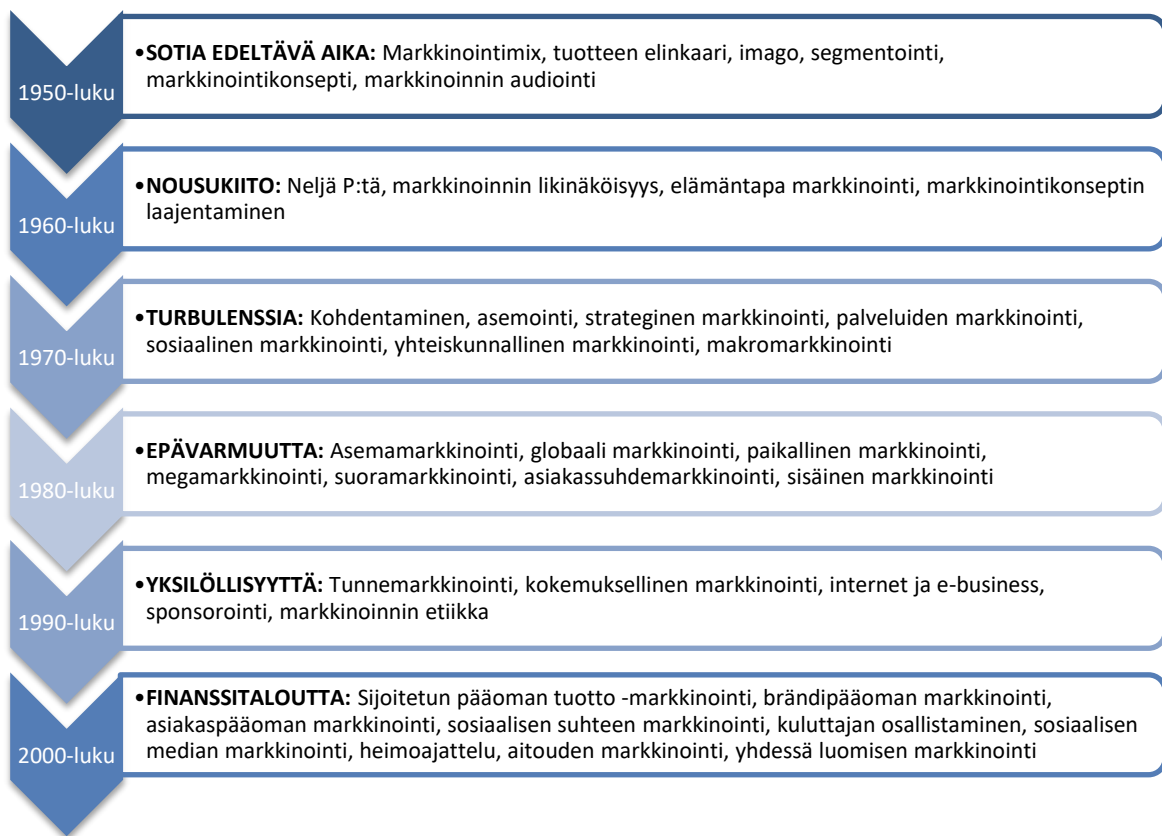 1950-luku
•SOTIA EDELTÄVÄ AIKA: Markkinointimix, tuotteen elinkaari, imago, segmentointi,
markkinointikonsepti, markkinoinnin audiointi
1960-luku
•NOUSUKIITO: Neljä P:tä, markkinoinnin likinäköisyys, elämäntapa markkinointi, markkinointikonseptin
laajentaminen
1970-luku
•TURBULENSSIA: Kohdentaminen, asemointi, strateginen markkinointi, palveluiden markkinointi,
sosiaalinen markkinointi, yhteiskunnallinen markkinointi, makromarkkinointi
1980-luku
•EPÄVARMUUTTA: Asemamarkkinointi, globaali markkinointi, paikallinen markkinointi,
megamarkkinointi, suoramarkkinointi, asiakassuhdemarkkinointi, sisäinen markkinointi
1990-luku
•YKSILÖLLISYYTTÄ: Tunnemarkkinointi, kokemuksellinen markkinointi, internet ja e-business,
sponsorointi, markkinoinnin etiikka
2000-luku
•FINANSSITALOUTTA: Sijoitetun pääoman tuotto -markkinointi, brändipääoman markkinointi,
asiakaspääoman markkinointi, sosiaalisen suhteen markkinointi, kuluttajan osallistaminen, sosiaalisen
median markkinointi, heimoajattelu, aitouden markkinointi, yhdessä luomisen markkinointi